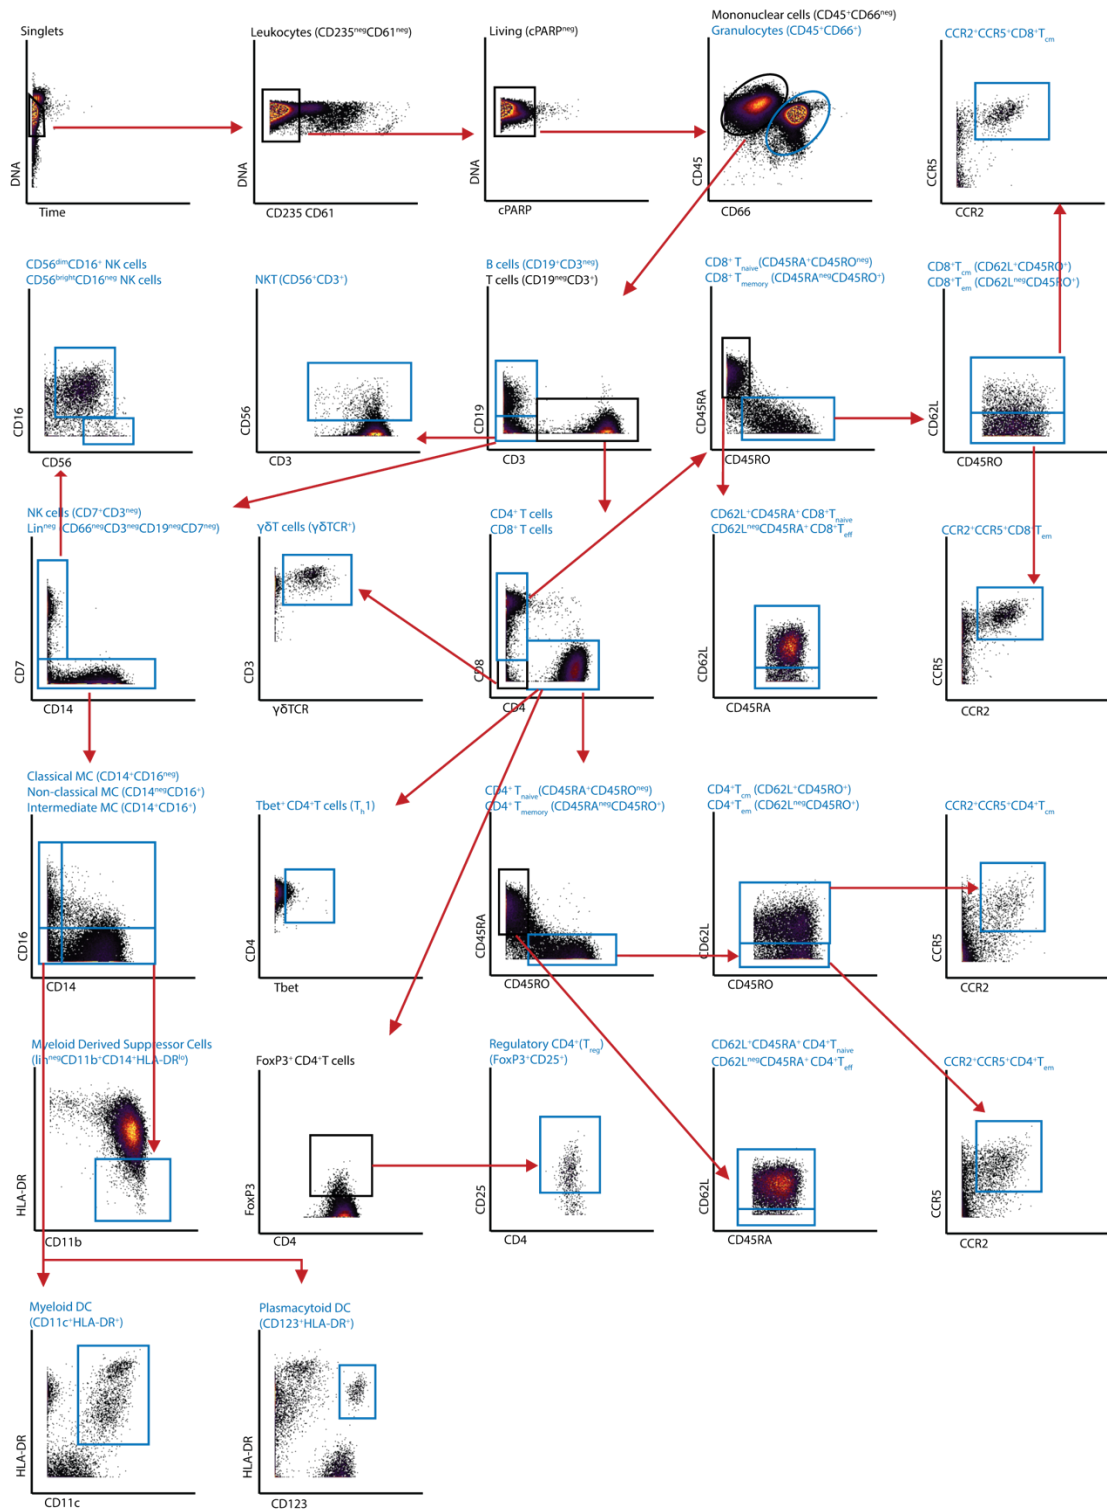 Singlets
DNA
Time
Leukocytes (CD235ⁿᵉᵍCD61ⁿᵉᵍ)
DNA
CD235 CD61
Living (cPARPⁿᵉᵍ)
DNA
cPARP
Mononuclear cells (CD45⁺CD66ⁿᵉᵍ)
Granulocytes (CD45⁺CD66⁺)
CD45
CD66
CCR2⁺CCR5⁺CD8⁺T꜀ₘ
CCR5
CCR2
CD56ᵈⁱᵐCD16⁺ NK cells
CD56ᵇʳⁱᵍʰᵗCD16ⁿᵉᵍ NK cells
CD16
CD56
NKT (CD56⁺CD3⁺)
CD56
CD3
B cells (CD19⁺CD3ⁿᵉᵍ)
T cells (CD19ⁿᵉᵍCD3⁺)
CD19
CD3
CD8⁺ Tnaive(CD45RA⁺CD45ROⁿᵉᵍ)
CD8⁺ Tmemory (CD45RAⁿᵉᵍCD45RO⁺)
CD45RA
CD45RO
CD8⁺Tcm (CD62L⁺CD45RO⁺)
CD8⁺Tem (CD62LⁿᵉᵍCD45RO⁺)
CD62L
CD45RO
NK cells (CD7⁺CD3ⁿᵉᵍ)
Linⁿᵉᵍ (CD66ⁿᵉᵍCD3ⁿᵉᵍCD19ⁿᵉᵍCD7ⁿᵉᵍ)
CD7
CD14
γδT cells (γδTCR⁺)
CD3
γδTCR
CD4⁺ T cells
CD8⁺ T cells
CD8
CD4
CD62L⁺CD45RA⁺ CD8⁺Tnaive
CD62LⁿᵉᵍCD45RA⁺ CD8⁺Teff
CD62L
CD45RA
CCR2⁺CCR5⁺CD8⁺Tem
CCR5
CCR2
Classical MC (CD14⁺CD16ⁿᵉᵍ)
Non-classical MC (CD14ⁿᵉᵍCD16⁺)
Intermediate MC (CD14⁺CD16⁺)
CD16
CD14
Tbet⁺ CD4⁺T cells (Tₕ1)
CD4
Tbet
CD4⁺ Tnaive(CD45RA⁺CD45ROⁿᵉᵍ)
CD4⁺ Tmemory (CD45RAⁿᵉᵍCD45RO⁺)
CD45RA
CD45RO
CD4⁺Tcm (CD62L⁺CD45RO⁺)
CD4⁺Tem (CD62LⁿᵉᵍCD45RO⁺)
CD62L
CD45RO
CCR2⁺CCR5⁺CD4⁺Tcm
CCR5
CCR2
Myeloid Derived Suppressor Cells
(linⁿᵉᵍCD11b⁺CD14⁺HLA-DRˡᵒ)
HLA-DR
CD11b
FoxP3⁺ CD4⁺T cells
FoxP3
CD4
Regulatory CD4⁺(Treg)
(FoxP3⁺CD25⁺)
CD25
CD4
CD62L⁺CD45RA⁺ CD4⁺Tnaive
CD62LⁿᵉᵍCD45RA⁺ CD4⁺Teff
CD62L
CD45RA
CCR2⁺CCR5⁺CD4⁺Tem
CCR5
CCR2
Myeloid DC
(CD11c⁺HLA-DR⁺)
HLA-DR
CD11c
Plasmacytoid DC
(CD123⁺HLA-DR⁺)
HLA-DR
CD123